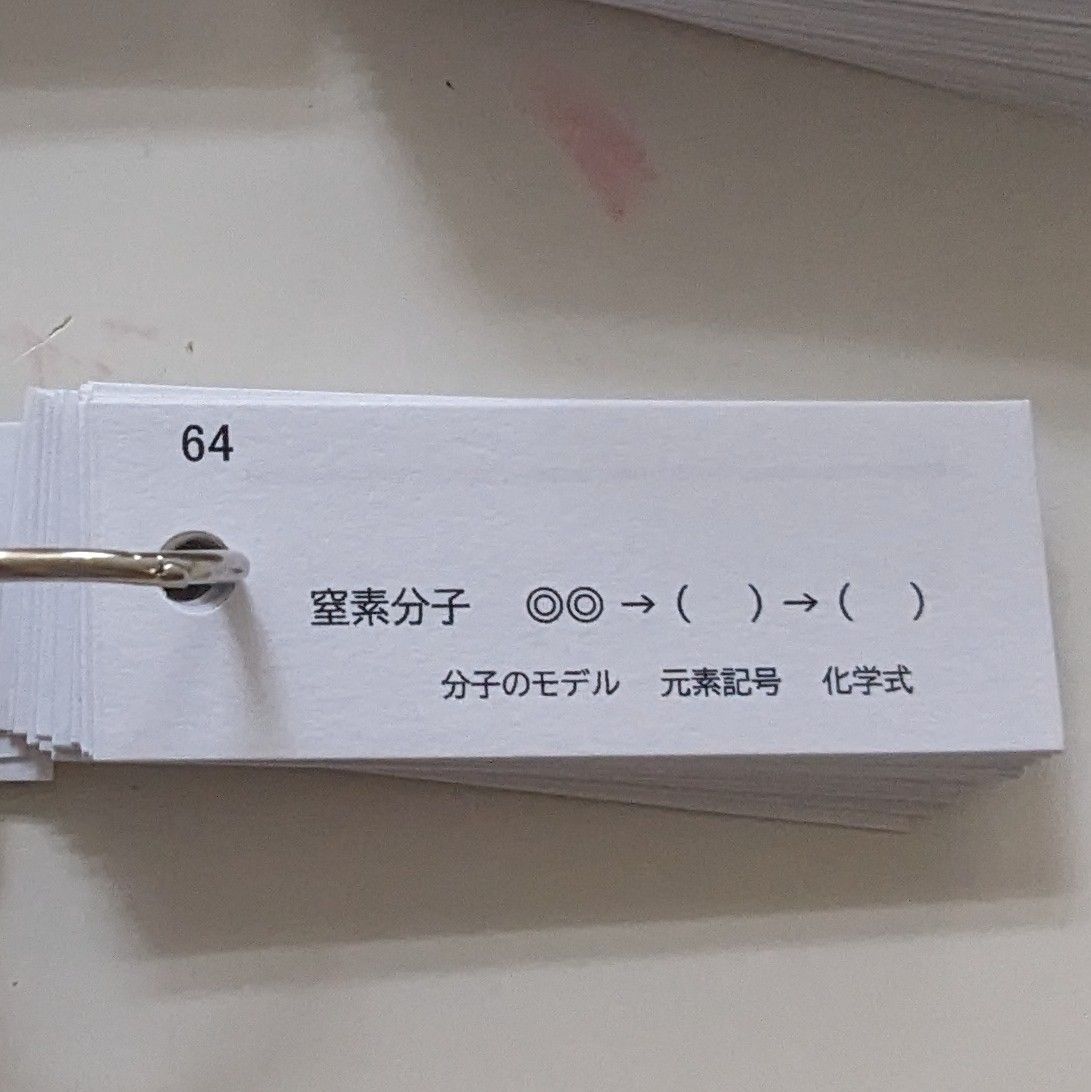 64
窒素分子　◎◎→(　)→(　)
分子のモデル　元素記号　化学式